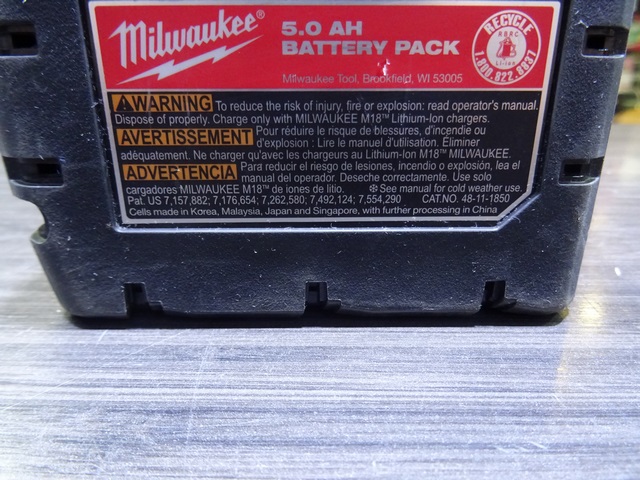 Milwaukee®
5.0 AH
BATTERY PACK
Milwaukee Tool, Brookfield, WI 53005
RECYCLE
RBRC
Li-Ion
1.800.822.8837
WARNING To reduce the risk of injury, fire or explosion: read operator's manual.
Dispose of properly. Charge only with MILWAUKEE M18™ Lithium-Ion chargers.
AVERTISSEMENT Pour réduire le risque de blessures, d'incendie ou
d'explosion : Lire le manuel d'utilisation. Éliminer
adéquatement. Ne charger qu'avec les chargeurs au Lithium-Ion M18™ MILWAUKEE.
ADVERTENCIA Para reducir el riesgo de lesiones, incendio o explosión, lea el
manual del operador. Deseche correctamente. Use solo
cargadores MILWAUKEE M18™ de iones de litio. ❄See manual for cold weather use.
Pat. US 7,157,882; 7,176,654; 7,262,580; 7,492,124; 7,554,290 CAT.NO. 48-11-1850
Cells made in Korea, Malaysia, Japan and Singapore, with further processing in China